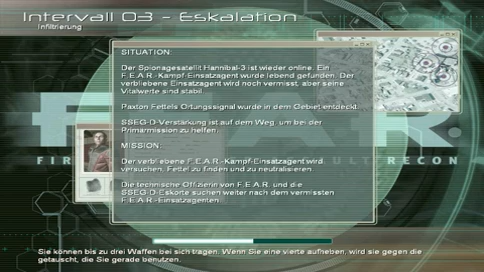 Intervall 03 - Eskalation
Infiltrierung
SITUATION:
Der Spionagesatellit Hannibal-3 ist wieder online. Ein
F.E.A.R.-Kampf-Einsatzagent wurde lebend gefunden. Der
verbliebene Einsatzagent wird noch vermisst, aber seine
Vitalwerte sind stabil.
Paxton Fettels Ortungssignal wurde in dem Gebiet entdeckt.
SSEG-D-Verstärkung ist auf dem Weg, um bei der
Primärmission zu helfen.
MISSION:
Der verbliebene F.E.A.R.-Kampf-Einsatzagent wird
versuchen, Fettel zu finden und zu neutralisieren.
Die technische Offizierin von F.E.A.R. und die
SSEG-D-Eskorte suchen weiter nach dem vermissten
F.E.A.R.-Einsatzagenten.
F.E.A.R.
RECON
Sie können bis zu drei Waffen bei sich tragen. Wenn Sie eine vierte aufheben, wird sie gegen die
getauscht, die Sie gerade benutzen.